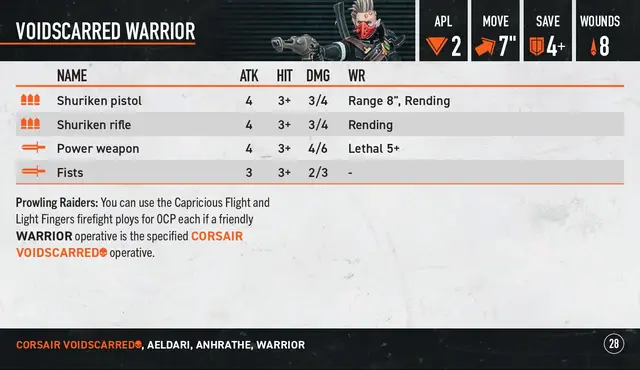 VOIDSCARRED WARRIOR
APL
2
MOVE
7"
SAVE
4+
WOUNDS
8
NAME ATK HIT DMG WR
Shuriken pistol 4 3+ 3/4 Range 8", Rending
Shuriken rifle 4 3+ 3/4 Rending
Power weapon 4 3+ 4/6 Lethal 5+
Fists 3 3+ 2/3 -
Prowling Raiders: You can use the Capricious Flight and
Light Fingers firefight ploys for 0CP each if a friendly
WARRIOR operative is the specified CORSAIR
VOIDSCARRED operative.
CORSAIR VOIDSCARRED, AELDARI, ANHRATHE, WARRIOR
28